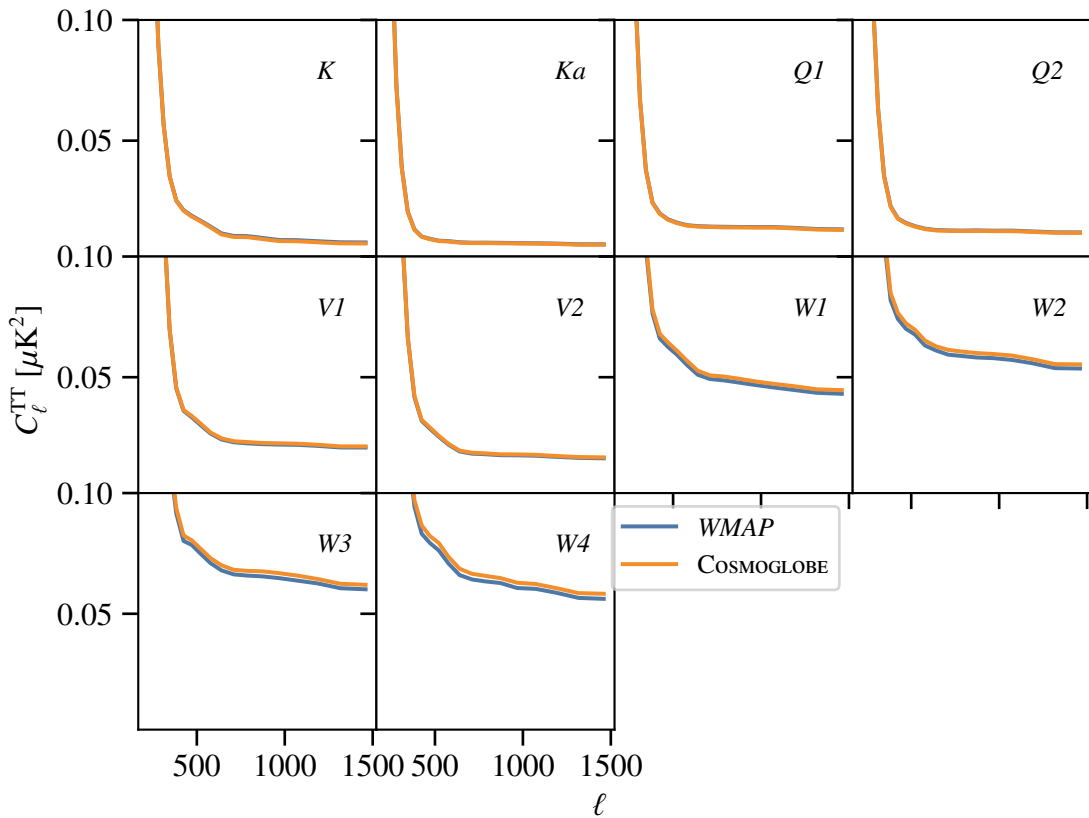 0.10
K
Ka
Q1
Q2
0.05
0.10
V1
V2
W1
W2
0.05
0.10
W3
W4
WMAP
COSMOGLOBE
0.05
500
1000
1500
500
1000
1500
ℓ
C_ℓ^TT [μK²]